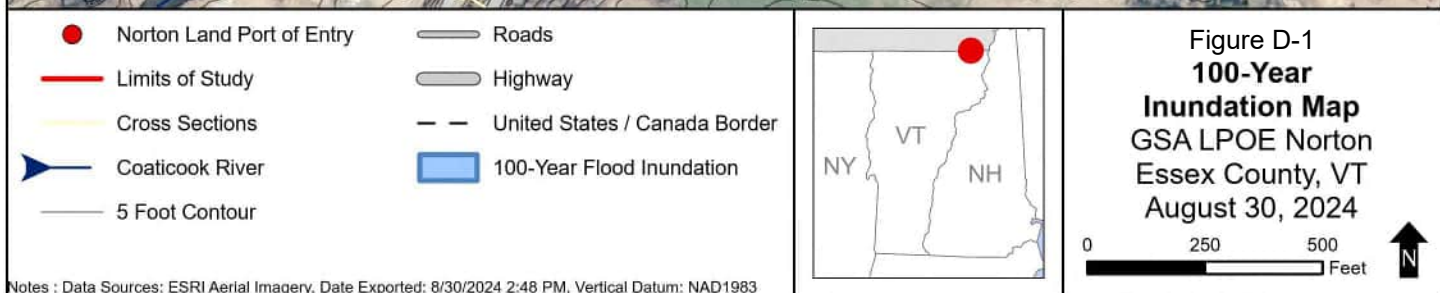 Norton Land Port of Entry
Limits of Study
Cross Sections
Coaticook River
5 Foot Contour
Roads
Highway
United States / Canada Border
100-Year Flood Inundation
Notes : Data Sources: ESRI Aerial Imagery, Date Exported: 8/30/2024 2:48 PM, Vertical Datum: NAD1983
NY
VT
NH
Figure D-1
100-Year
Inundation Map
GSA LPOE Norton
Essex County, VT
August 30, 2024
0 250 500
Feet
N